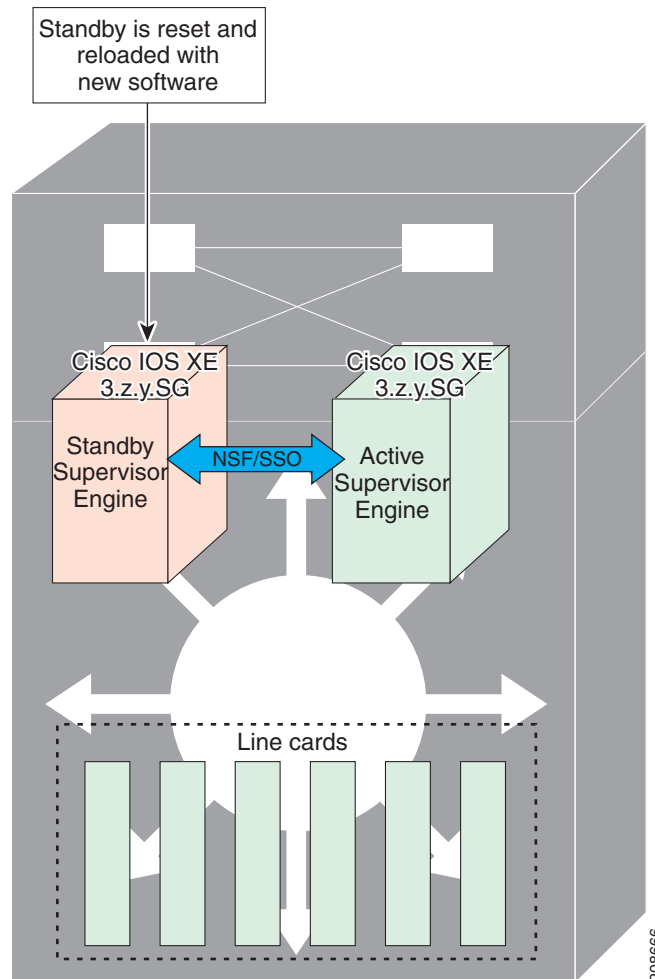 Standby is reset and
reloaded with
new software
Cisco IOS XE
3.z.y.SG
Cisco IOS XE
3.z.y.SG
Standby
Supervisor
Engine
NSF/SSO
Active
Supervisor
Engine
Line cards